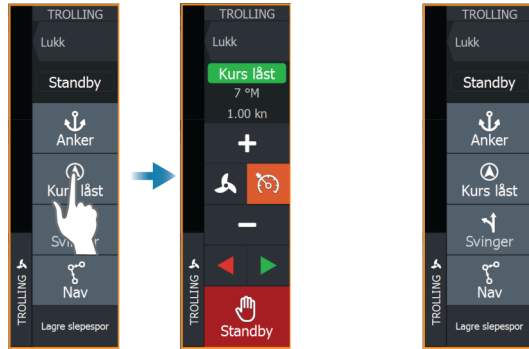 TROLLING
Lukk
Standby
Anker
Kurs låst
Svinger
Nav
Lagre slepespor
TROLLING
TROLLING
Lukk
Kurs låst
7 °M
1.00 kn
Standby
TROLLING
TROLLING
Lukk
Standby
Anker
Kurs låst
Svinger
Nav
Lagre slepespor
TROLLING